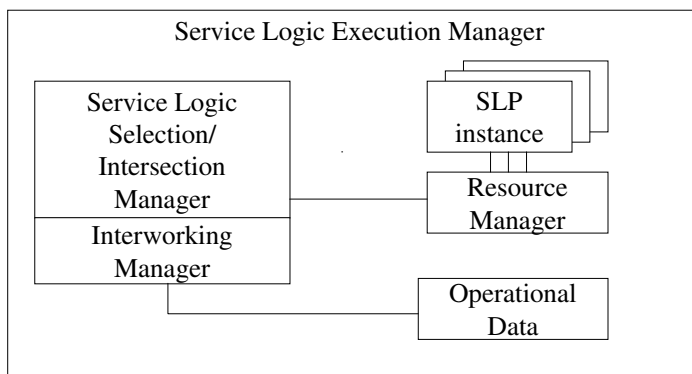 Service Logic Execution Manager
Service Logic
Selection/
Intersection
Manager
Interworking
Manager
SLP
instance
Resource
Manager
Operational
Data